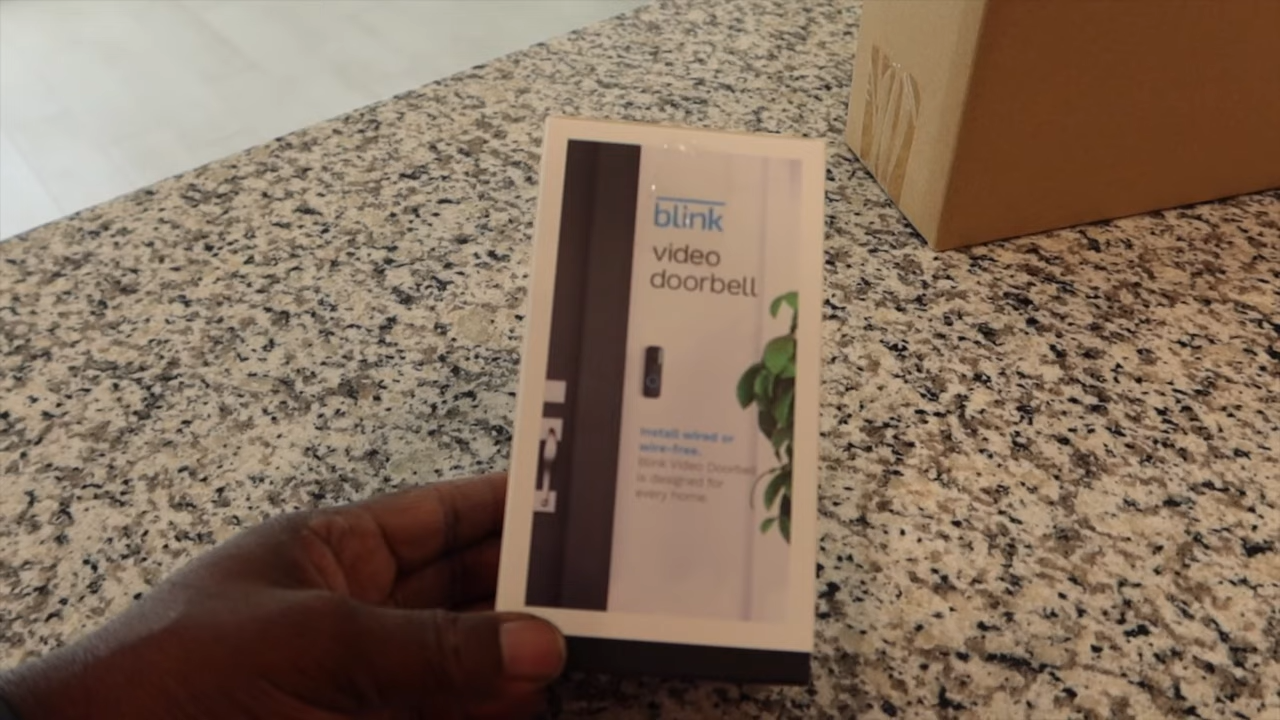 blink
video
doorbell
Install wired or
wire-free.
Blink Video Doorbell
is designed for
every home.